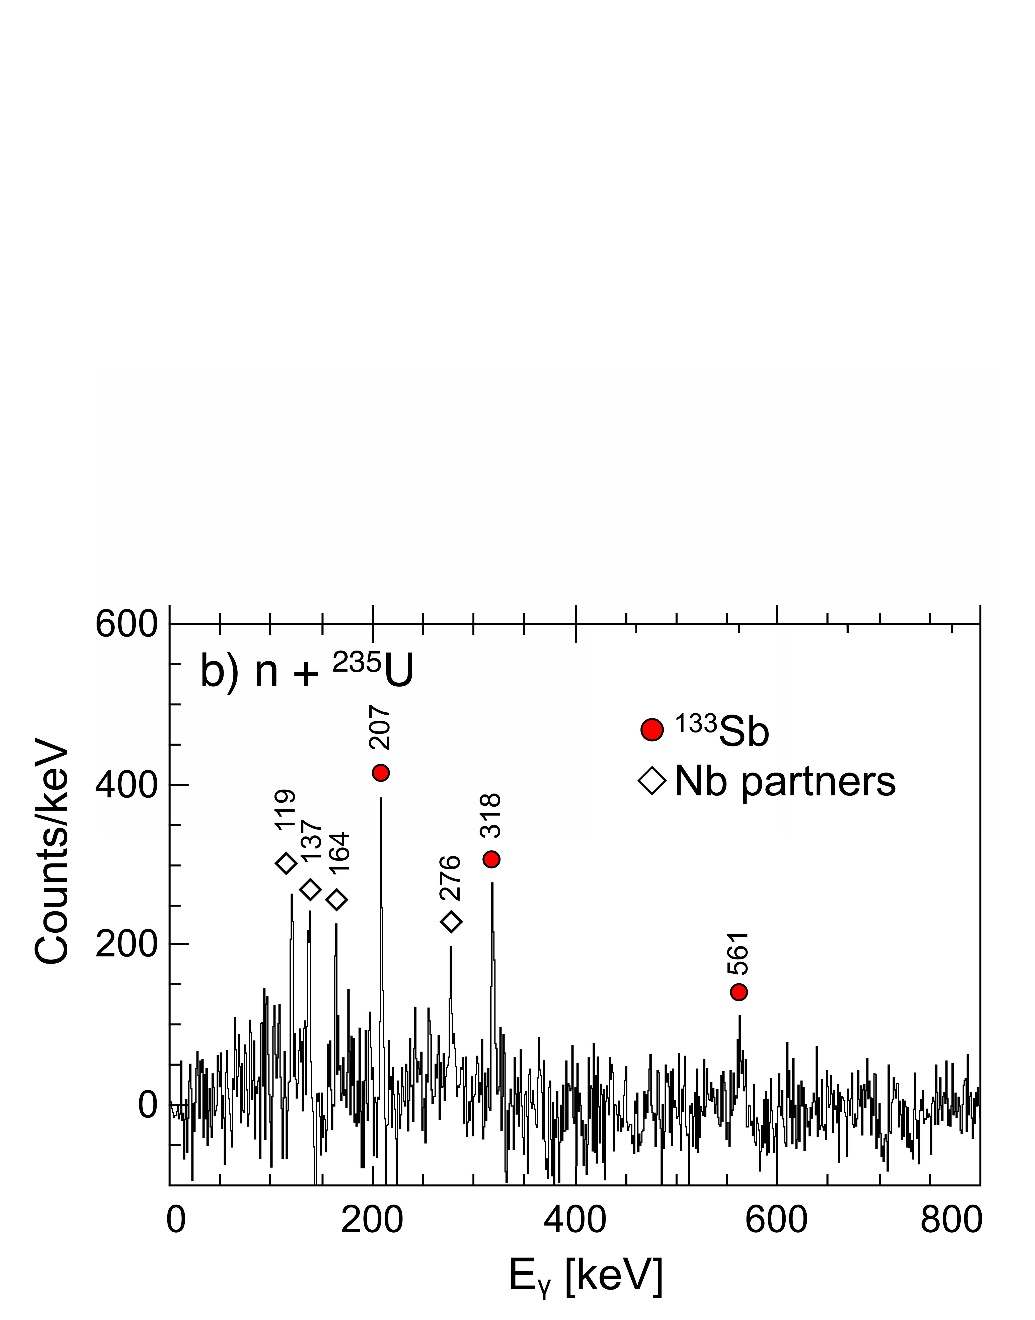 600
b) n + ²³⁵U
207
¹³³Sb
Nb partners
400
119
137
164
276
318
200
561
0
Counts/keV
0 200 400 600 800
Eγ [keV]